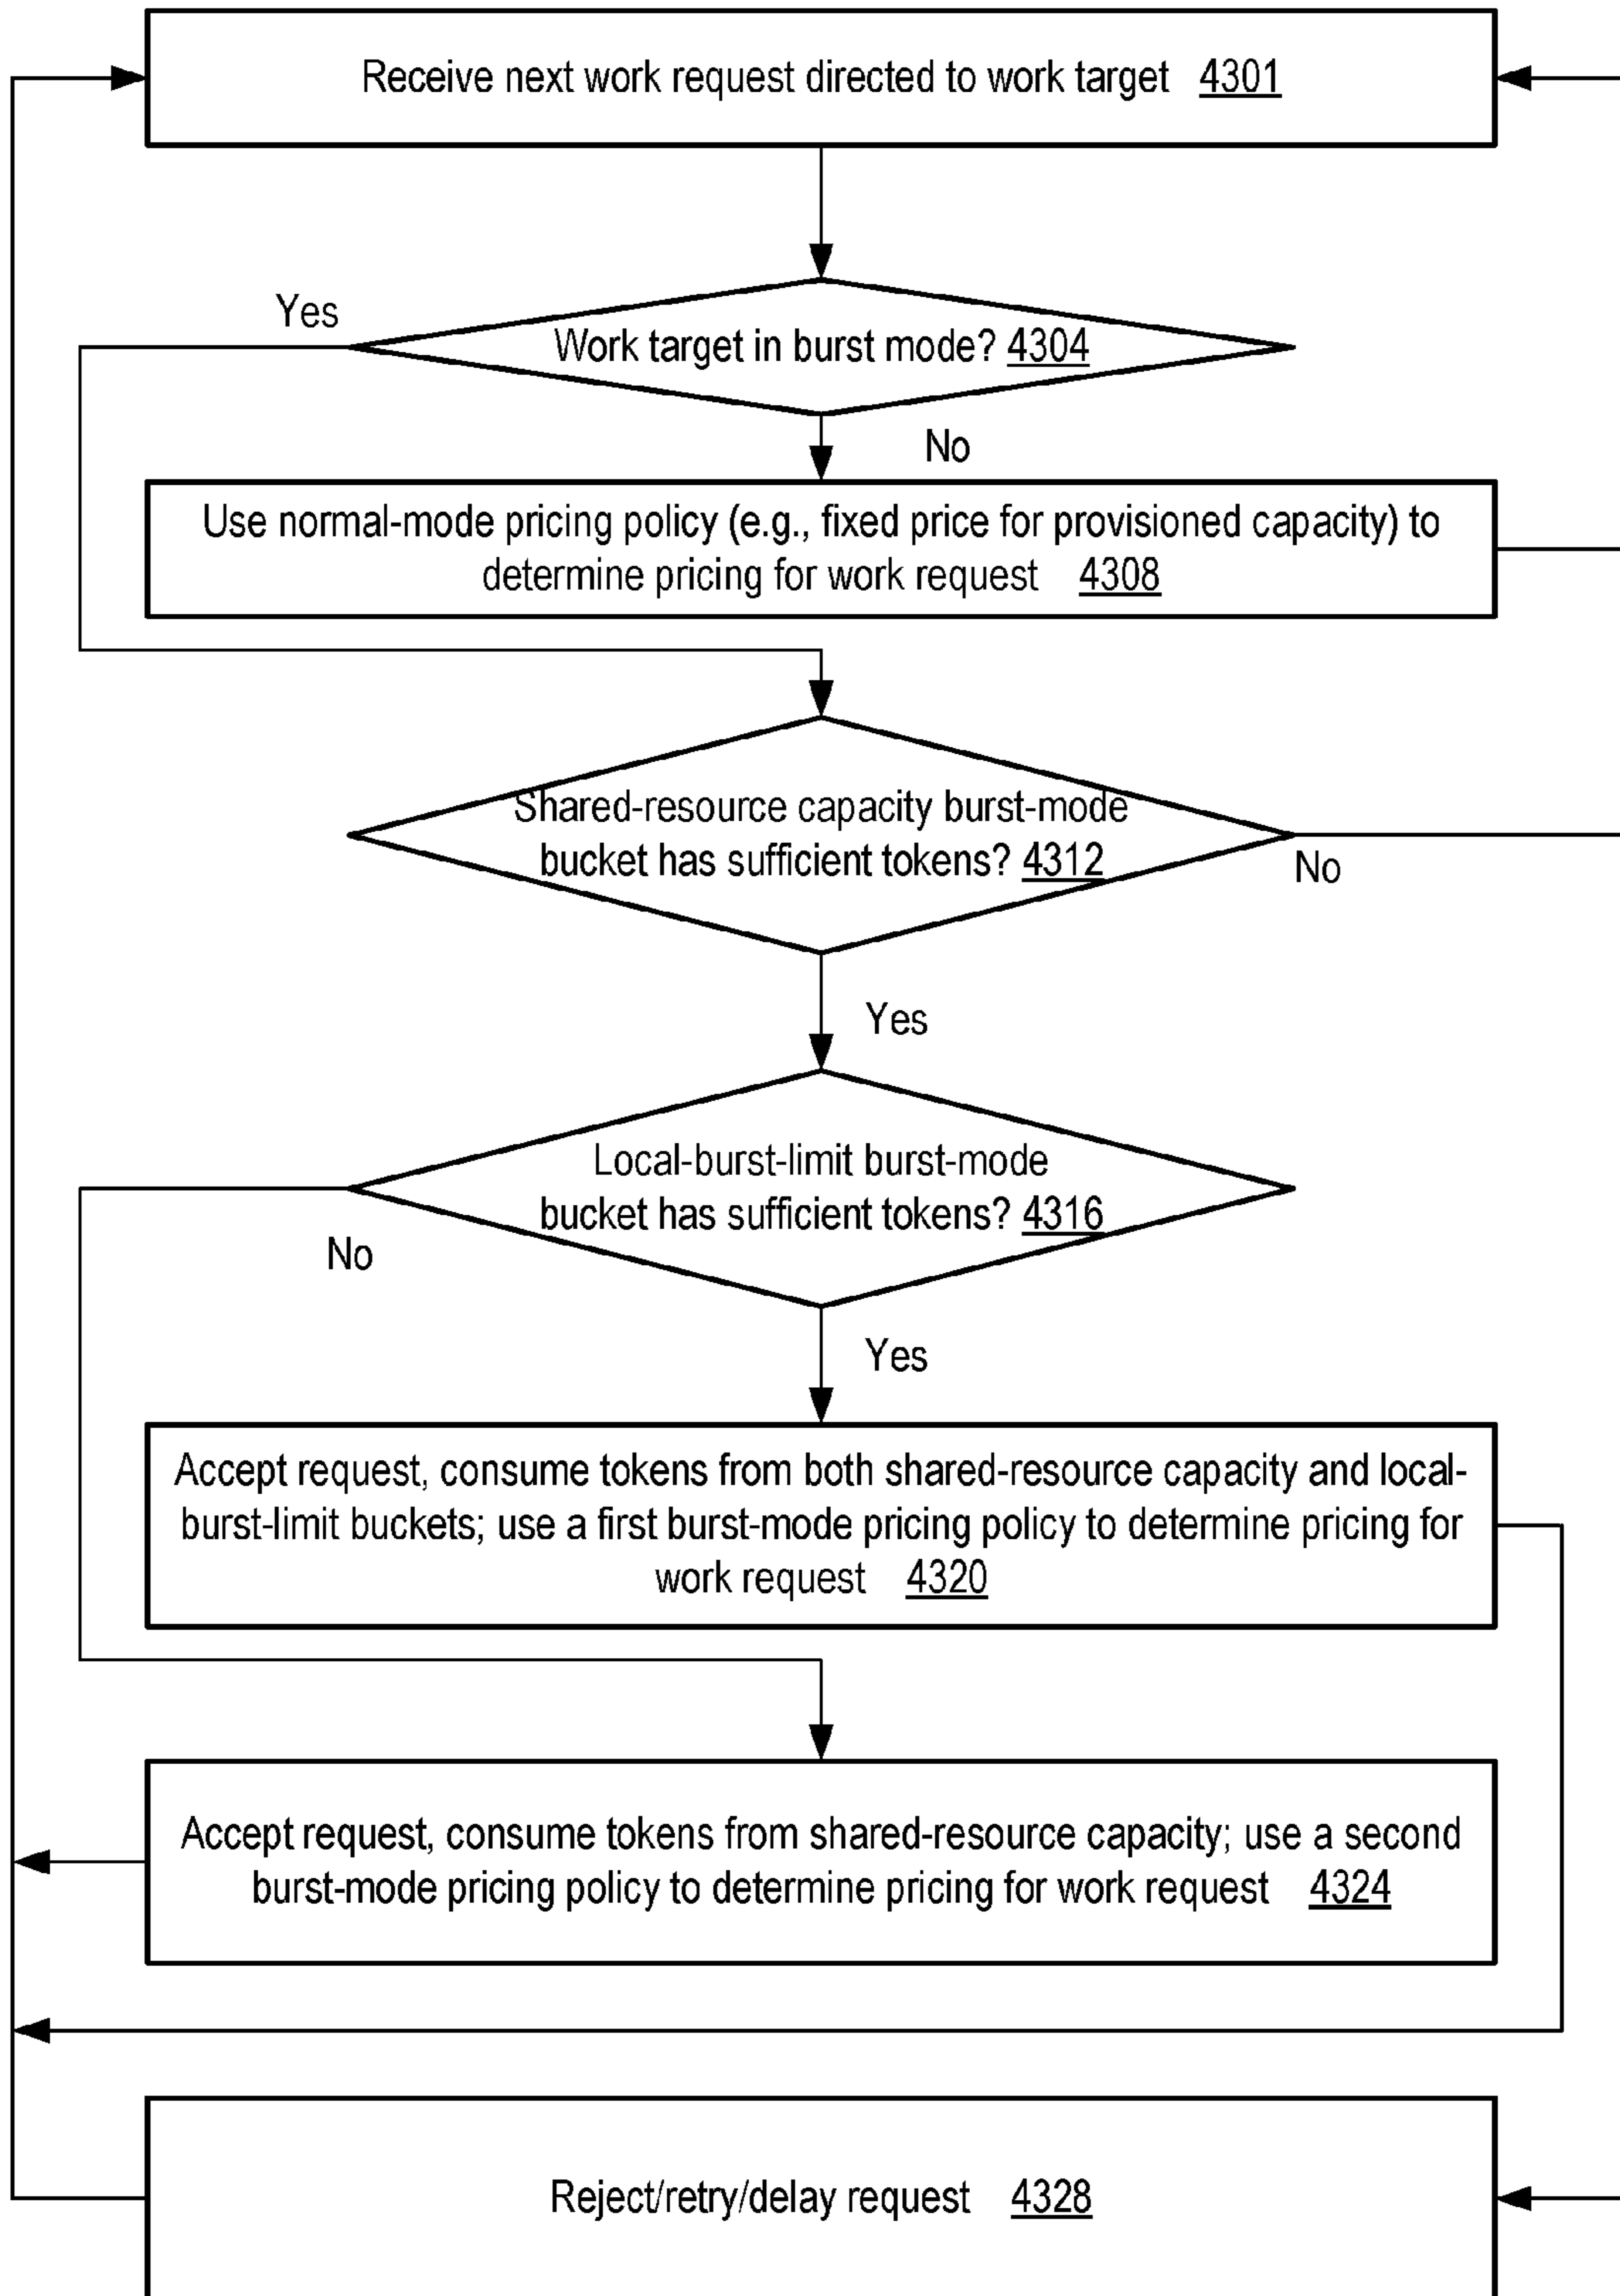 Receive next work request directed to work target 4301
Yes
Work target in burst mode? 4304
No
Use normal-mode pricing policy (e.g., fixed price for provisioned capacity) to
determine pricing for work request 4308
Shared-resource capacity burst-mode
bucket has sufficient tokens? 4312
No
Yes
Local-burst-limit burst-mode
bucket has sufficient tokens? 4316
No
Yes
Accept request, consume tokens from both shared-resource capacity and local-
burst-limit buckets; use a first burst-mode pricing policy to determine pricing for
work request 4320
Accept request, consume tokens from shared-resource capacity; use a second
burst-mode pricing policy to determine pricing for work request 4324
Reject/retry/delay request 4328